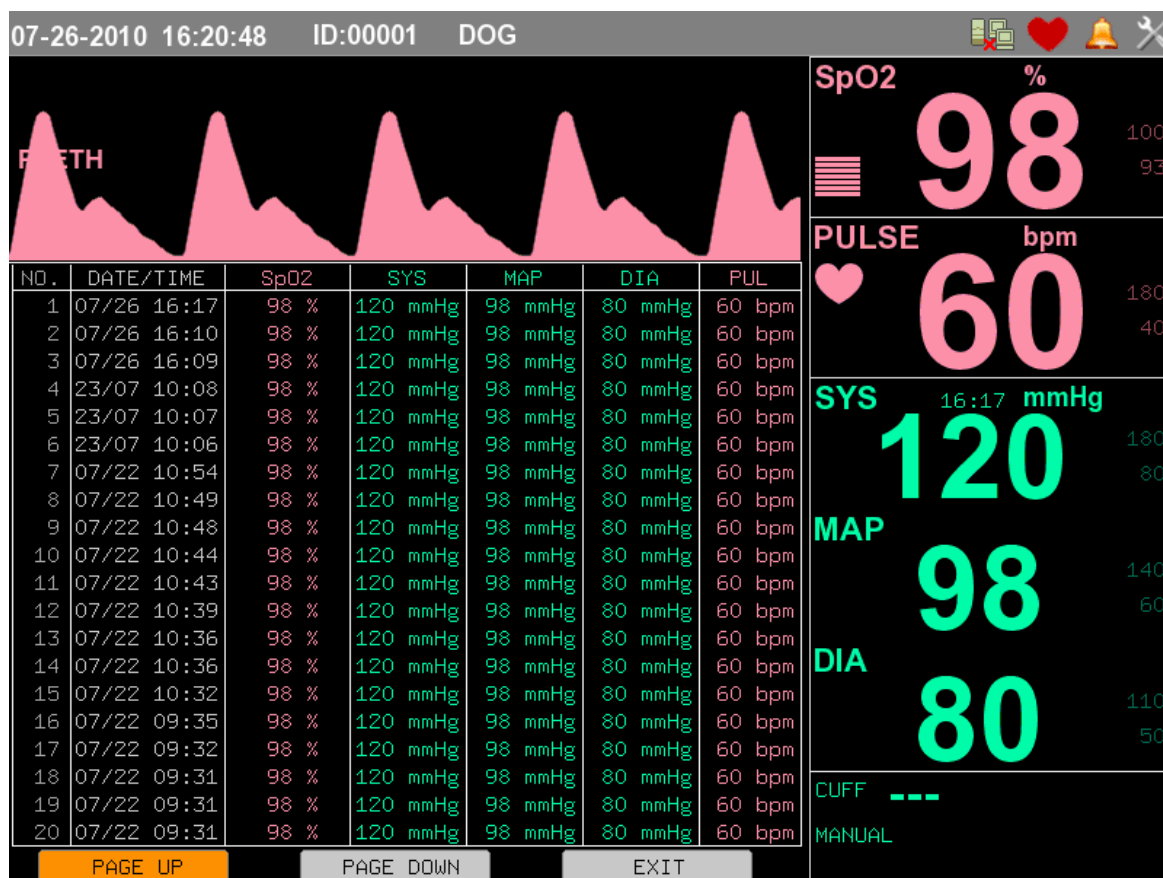 07-26-2010 16:20:48 ID:00001 DOG
SpO2 %
98
100
93
PULSE bpm
60
180
40
SYS 16:17 mmHg
120
180
80
MAP
98
140
60
DIA
80
110
50
CUFF ---
MANUAL
NO. DATE/TIME SpO2 SYS MAP DIA PUL
1 07/26 16:17 98 % 120 mmHg 98 mmHg 80 mmHg 60 bpm
2 07/26 16:10 98 % 120 mmHg 98 mmHg 80 mmHg 60 bpm
3 07/26 16:09 98 % 120 mmHg 98 mmHg 80 mmHg 60 bpm
4 23/07 10:08 98 % 120 mmHg 98 mmHg 80 mmHg 60 bpm
5 23/07 10:07 98 % 120 mmHg 98 mmHg 80 mmHg 60 bpm
6 23/07 10:06 98 % 120 mmHg 98 mmHg 80 mmHg 60 bpm
7 07/22 10:54 98 % 120 mmHg 98 mmHg 80 mmHg 60 bpm
8 07/22 10:49 98 % 120 mmHg 98 mmHg 80 mmHg 60 bpm
9 07/22 10:48 98 % 120 mmHg 98 mmHg 80 mmHg 60 bpm
10 07/22 10:44 98 % 120 mmHg 98 mmHg 80 mmHg 60 bpm
11 07/22 10:43 98 % 120 mmHg 98 mmHg 80 mmHg 60 bpm
12 07/22 10:39 98 % 120 mmHg 98 mmHg 80 mmHg 60 bpm
13 07/22 10:36 98 % 120 mmHg 98 mmHg 80 mmHg 60 bpm
14 07/22 10:36 98 % 120 mmHg 98 mmHg 80 mmHg 60 bpm
15 07/22 10:32 98 % 120 mmHg 98 mmHg 80 mmHg 60 bpm
16 07/22 09:35 98 % 120 mmHg 98 mmHg 80 mmHg 60 bpm
17 07/22 09:32 98 % 120 mmHg 98 mmHg 80 mmHg 60 bpm
18 07/22 09:31 98 % 120 mmHg 98 mmHg 80 mmHg 60 bpm
19 07/22 09:31 98 % 120 mmHg 98 mmHg 80 mmHg 60 bpm
20 07/22 09:31 98 % 120 mmHg 98 mmHg 80 mmHg 60 bpm
PAGE UP PAGE DOWN EXIT